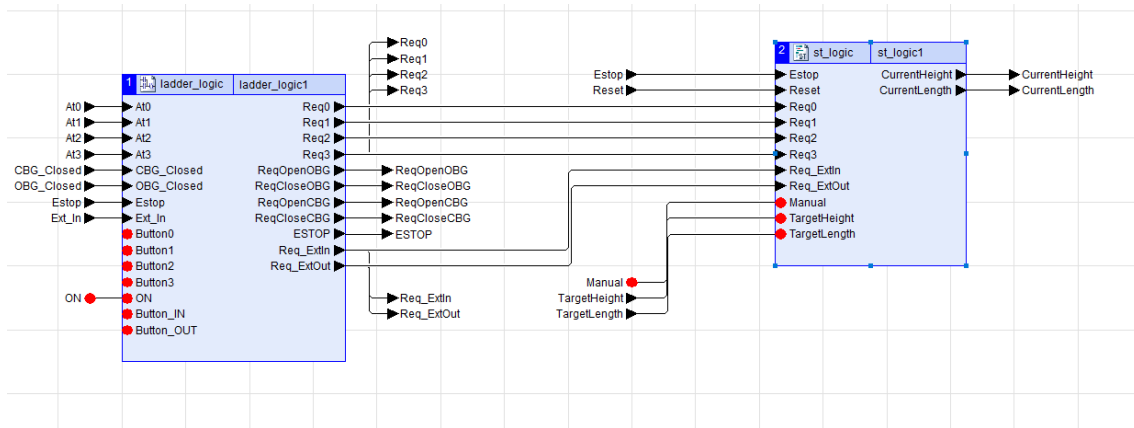 1 ladder_logic ladder_logic1
At0
At1
At2
At3
CBG_Closed
OBG_Closed
Estop
Ext_In
ON
At0
At1
At2
At3
CBG_Closed
OBG_Closed
Estop
Ext_In
Button0
Button1
Button2
Button3
ON
Button_IN
Button_OUT
Req0
Req1
Req2
Req3
ReqOpenOBG
ReqCloseOBG
ReqOpenCBG
ReqCloseCBG
ESTOP
Req_ExtIn
Req_ExtOut
Req0
Req1
Req2
Req3
ReqOpenOBG
ReqCloseOBG
ReqOpenCBG
ReqCloseCBG
ESTOP
Req_ExtIn
Req_ExtOut
Estop
Reset
Manual
TargetHeight
TargetLength
2 st_logic st_logic1
Estop
Reset
Req0
Req1
Req2
Req3
Req_ExtIn
Req_ExtOut
Manual
TargetHeight
TargetLength
CurrentHeight
CurrentLength
CurrentHeight
CurrentLength